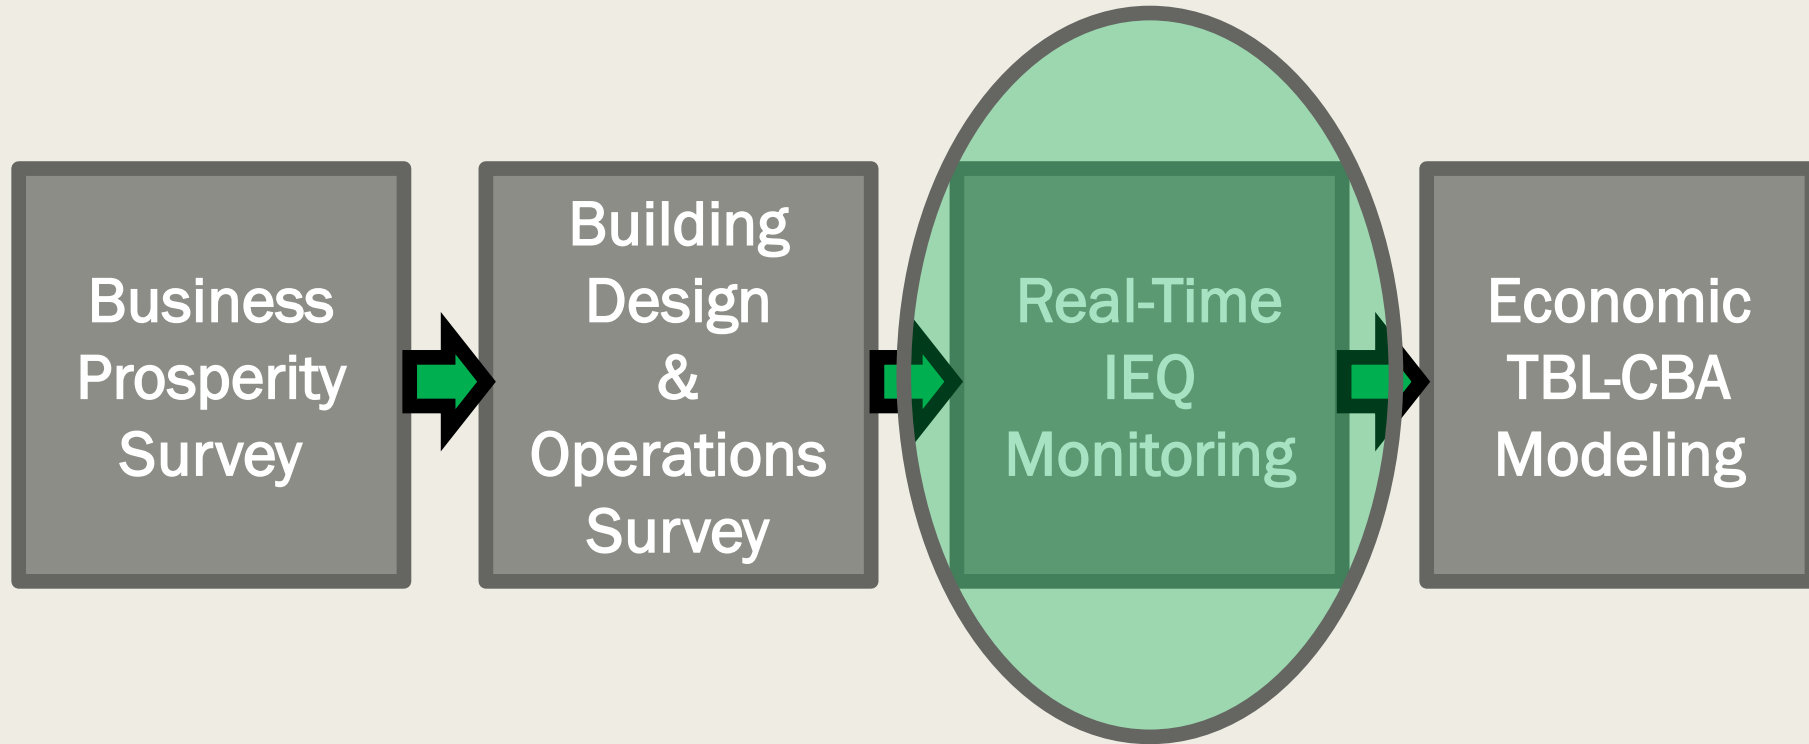 Business
Prosperity
Survey
Building
Design
&
Operations
Survey
Real-Time
IEQ
Monitoring
Economic
TBL-CBA
Modeling